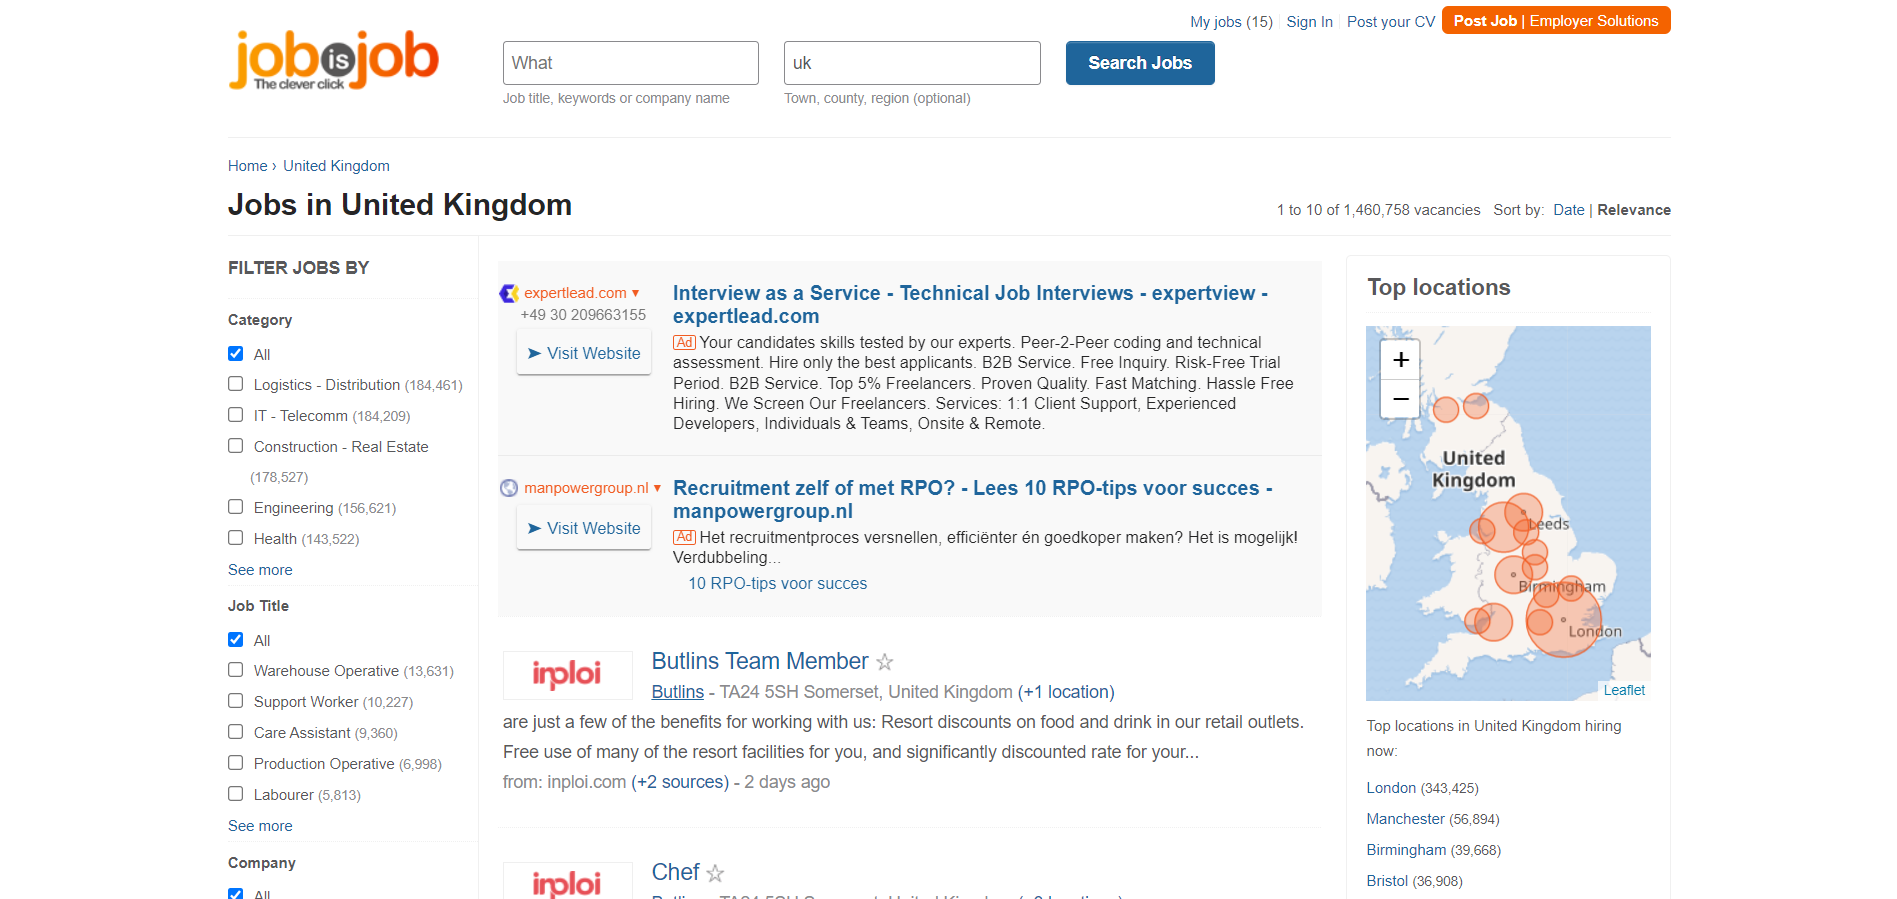 My jobs (15) Sign In Post your CV Post Job | Employer Solutions
jobisjob
The clever click
What
uk
Search Jobs
Job title, keywords or company name
Town, county, region (optional)
Home › United Kingdom
Jobs in United Kingdom
1 to 10 of 1,460,758 vacancies Sort by: Date | Relevance
FILTER JOBS BY
Category
All
Logistics - Distribution (184,461)
IT - Telecomm (184,209)
Construction - Real Estate
(178,527)
Engineering (156,621)
Health (143,522)
See more
Job Title
All
Warehouse Operative (13,631)
Support Worker (10,227)
Care Assistant (9,360)
Production Operative (6,998)
Labourer (5,813)
See more
Company
All
expertlead.com ▾
+49 30 209663155
➤ Visit Website
Interview as a Service - Technical Job Interviews - expertview -
expertlead.com
Ad Your candidates skills tested by our experts. Peer-2-Peer coding and technical
assessment. Hire only the best applicants. B2B Service. Free Inquiry. Risk-Free Trial
Period. B2B Service. Top 5% Freelancers. Proven Quality. Fast Matching. Hassle Free
Hiring. We Screen Our Freelancers. Services: 1:1 Client Support, Experienced
Developers, Individuals & Teams, Onsite & Remote.
manpowergroup.nl ▾
➤ Visit Website
Recruitment zelf of met RPO? - Lees 10 RPO-tips voor succes -
manpowergroup.nl
Ad Het recruitmentproces versnellen, efficiënter én goedkoper maken? Het is mogelijk!
Verdubbeling...
10 RPO-tips voor succes
inploi
Butlins Team Member ☆
Butlins - TA24 5SH Somerset, United Kingdom (+1 location)
are just a few of the benefits for working with us: Resort discounts on food and drink in our retail outlets.
Free use of many of the resort facilities for you, and significantly discounted rate for your...
from: inploi.com (+2 sources) - 2 days ago
inploi
Chef ☆
Top locations
+
−
United
Kingdom
Leeds
Birmingham
London
Leaflet
Top locations in United Kingdom hiring
now:
London (343,425)
Manchester (56,894)
Birmingham (39,668)
Bristol (36,908)